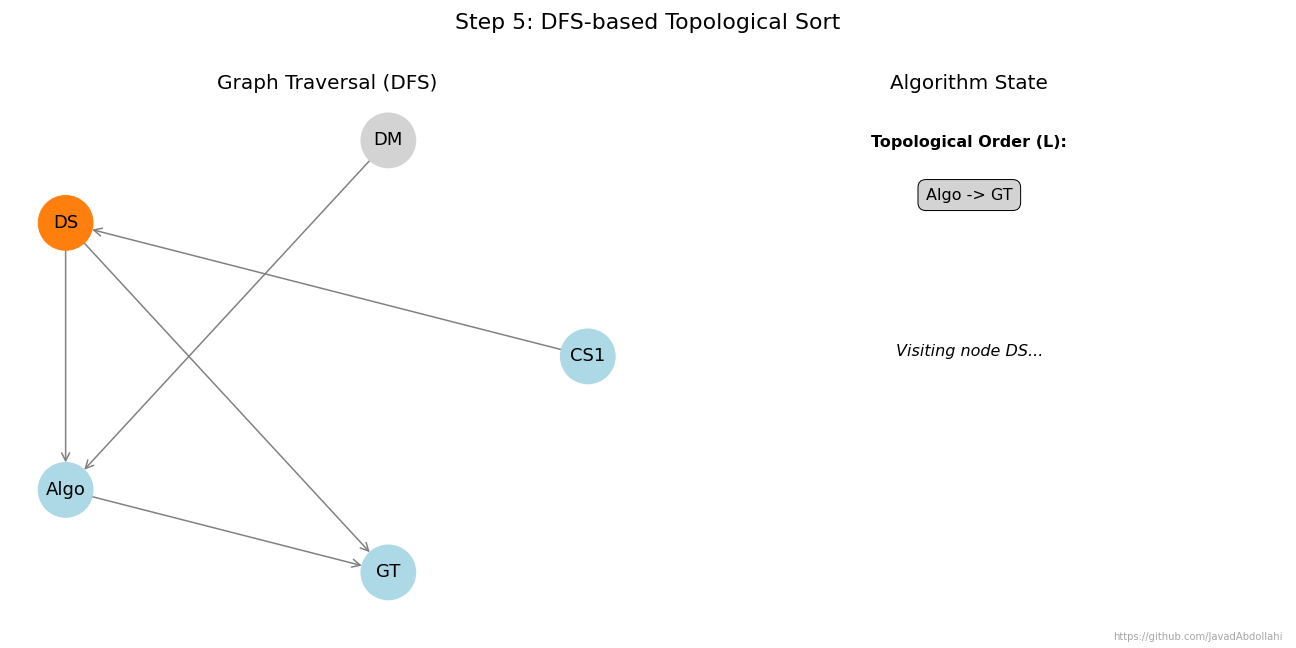 Step 5: DFS-based Topological Sort
Graph Traversal (DFS)
DM
DS
CS1
Algo
GT
Algorithm State
Topological Order (L):
Algo -> GT
Visiting node DS...
https://github.com/JavadAbdollahi